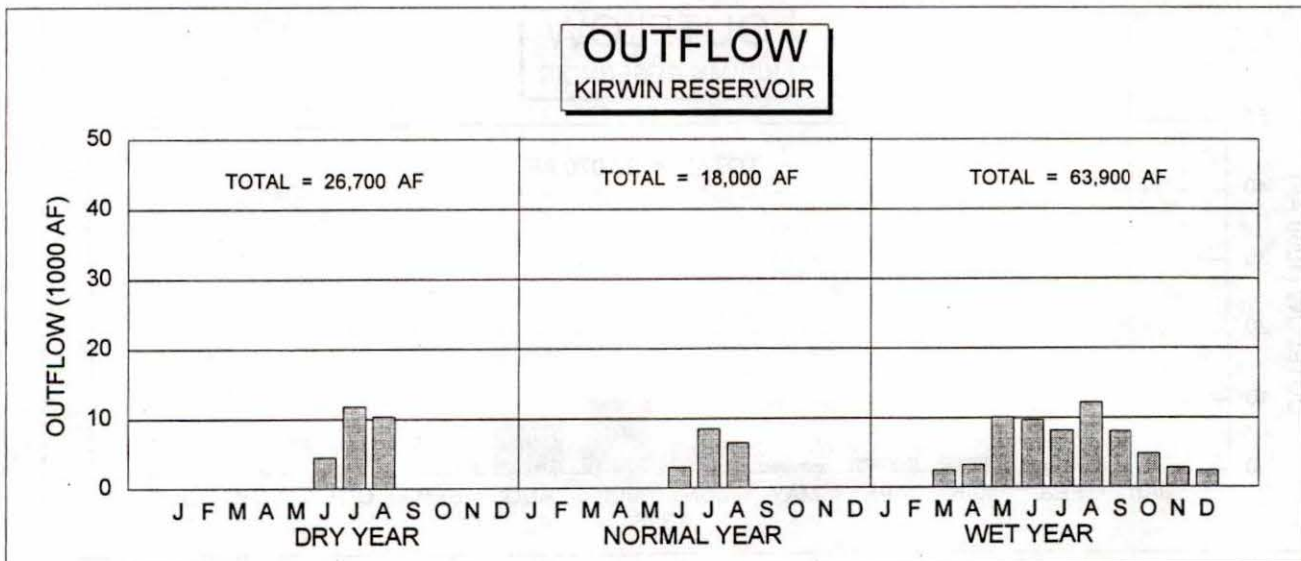 OUTFLOW
KIRWIN RESERVOIR
OUTFLOW (1000 AF)
50
40
30
20
10
0
TOTAL = 26,700 AF
TOTAL = 18,000 AF
TOTAL = 63,900 AF
J F M A M J J A S O N D J F M A M J J A S O N D J F M A M J J A S O N D
DRY YEAR NORMAL YEAR WET YEAR